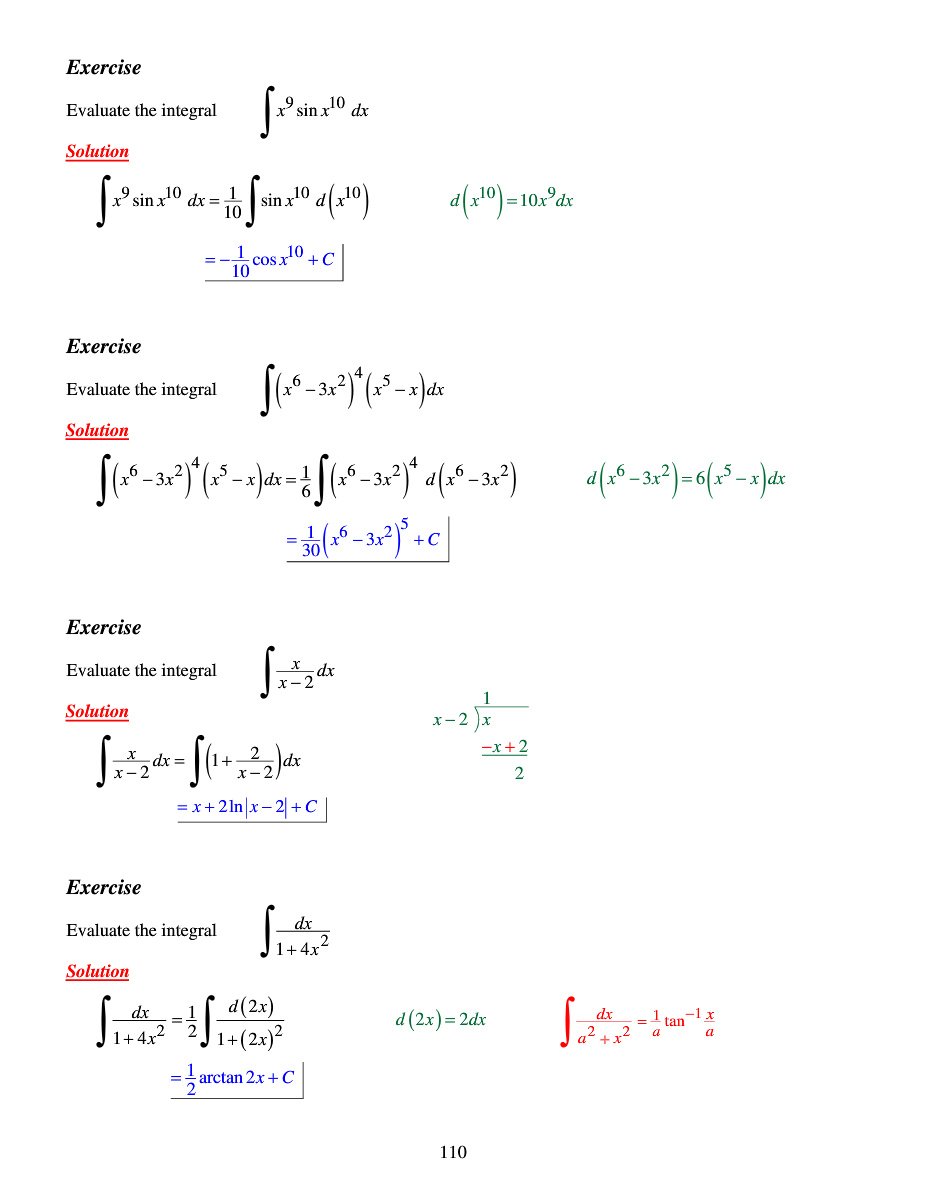 Exercise
Evaluate the integral ∫ x⁹ sin x¹⁰ dx
Solution
∫ x⁹ sin x¹⁰ dx = 1/10 ∫ sin x¹⁰ d(x¹⁰) d(x¹⁰) = 10x⁹dx
= −1/10 cos x¹⁰ + C
Exercise
Evaluate the integral ∫ (x⁶ − 3x²)⁴ (x⁵ − x) dx
Solution
∫ (x⁶ − 3x²)⁴ (x⁵ − x) dx = 1/6 ∫ (x⁶ − 3x²)⁴ d(x⁶ − 3x²) d(x⁶ − 3x²) = 6(x⁵ − x) dx
= 1/30 (x⁶ − 3x²)⁵ + C
Exercise
Evaluate the integral ∫ x/(x − 2) dx
Solution
∫ x/(x − 2) dx = ∫ (1 + 2/(x − 2)) dx
= x + 2 ln|x − 2| + C
1
x − 2 ) x
−x + 2
2
Exercise
Evaluate the integral ∫ dx/(1 + 4x²)
Solution
∫ dx/(1 + 4x²) = 1/2 ∫ d(2x)/(1 + (2x)²) d(2x) = 2dx ∫ dx/(a² + x²) = 1/a tan⁻¹ x/a
= 1/2 arctan 2x + C
110